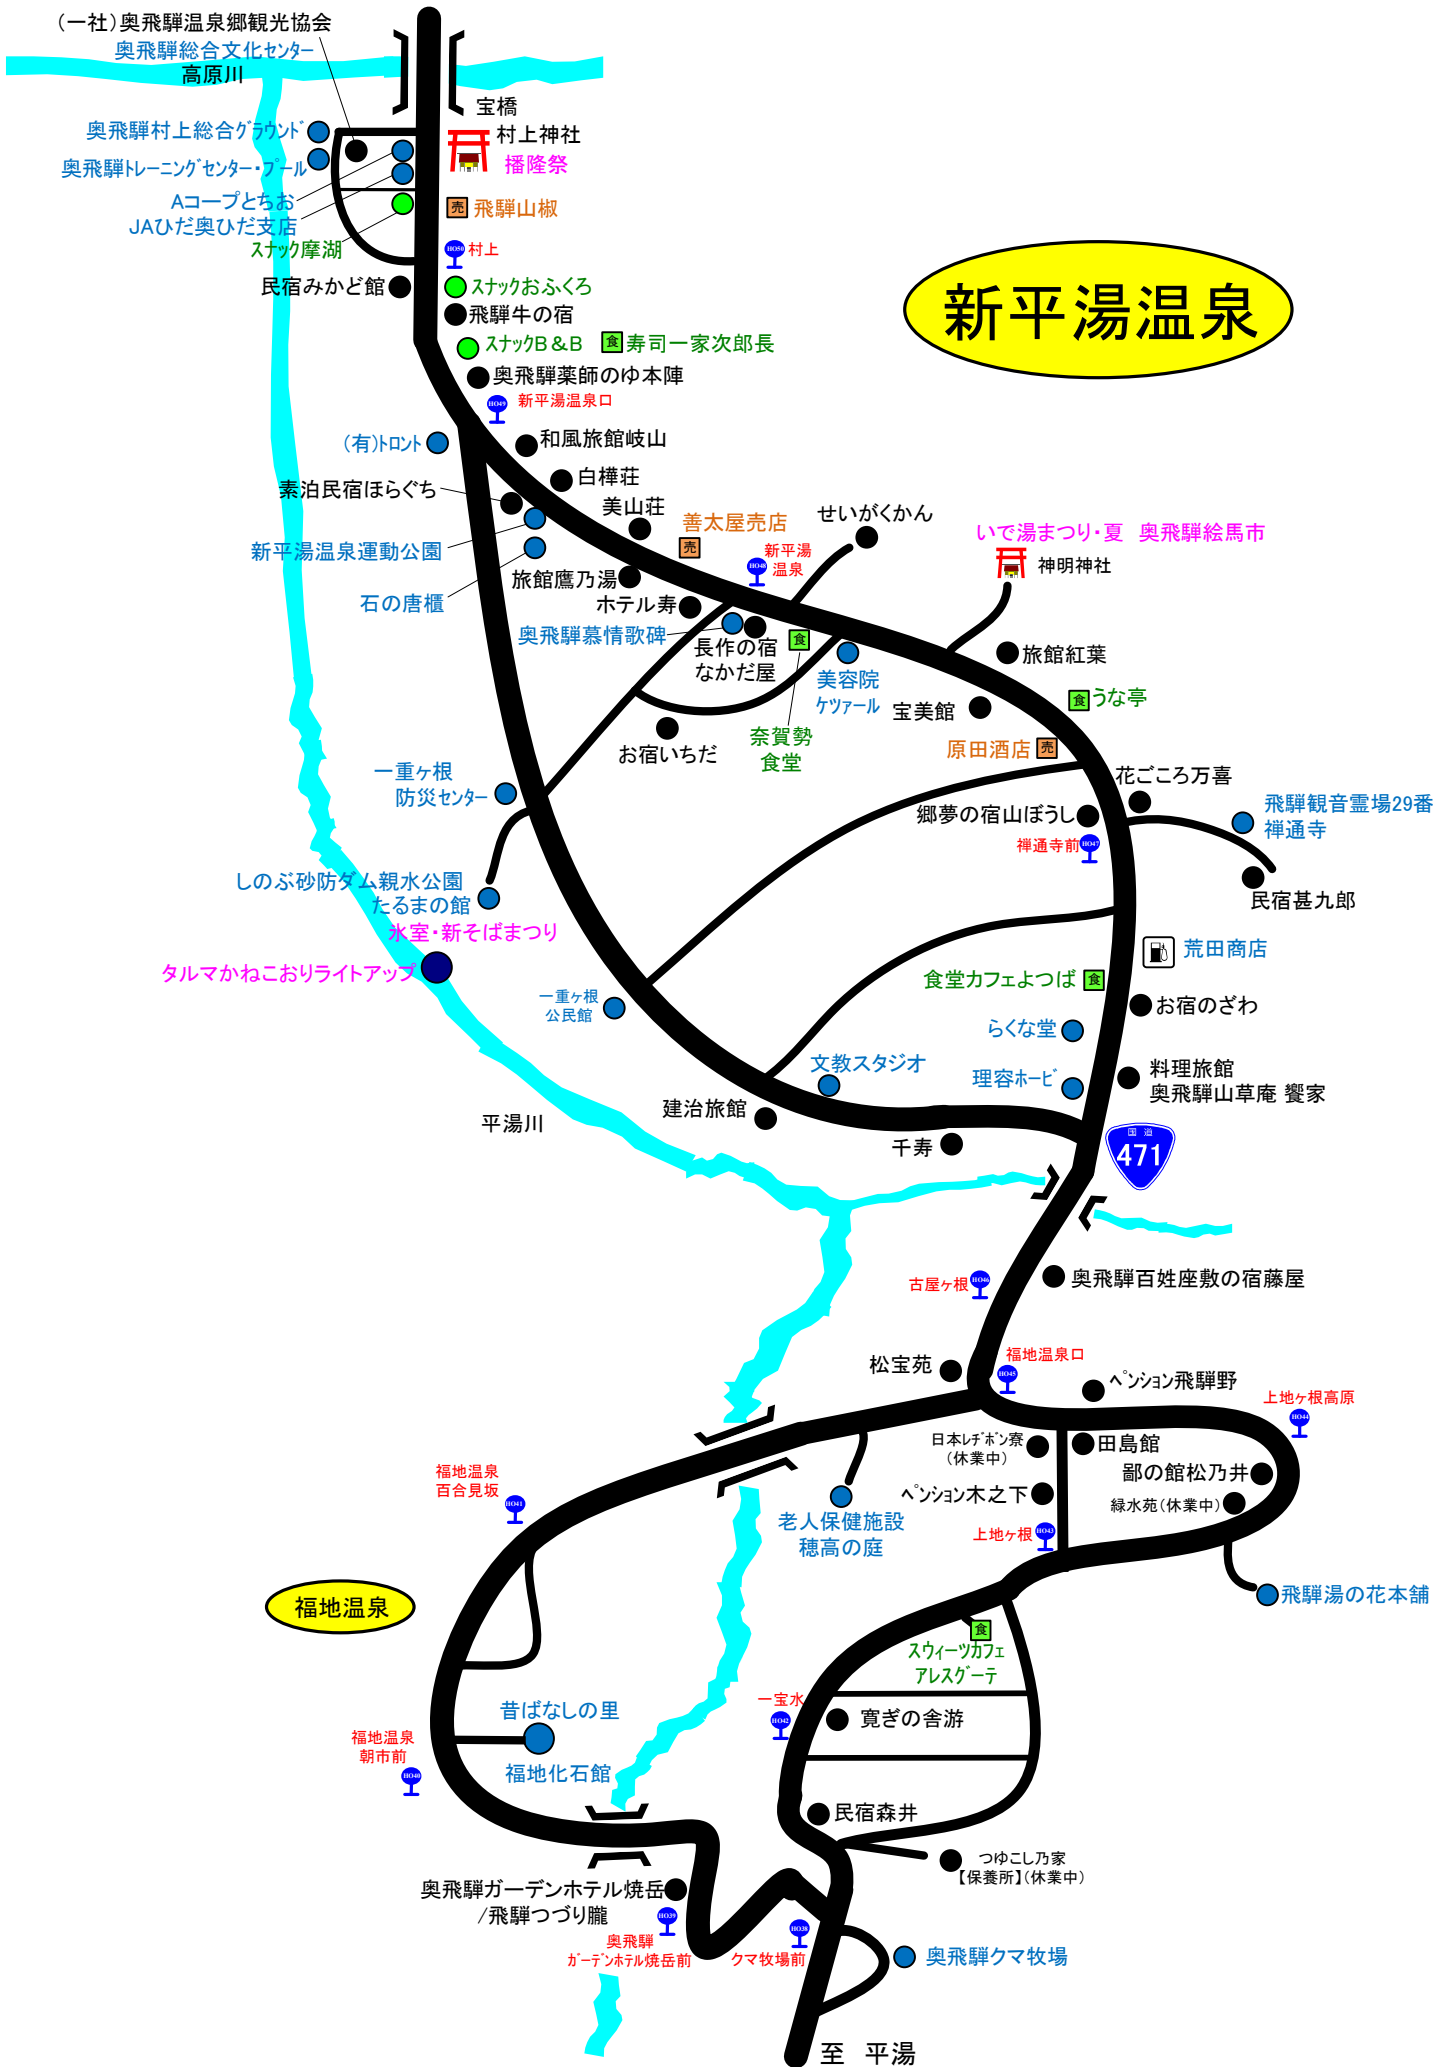 （一社）奥飛騨温泉郷観光協会
奥飛騨総合文化センター
高原川
宝橋
奥飛騨村上総合グラウンド
村上神社
奥飛騨トレーニングセンター・プール
播隆祭
Aコープとちお
売 飛騨山椒
JAひだ奥ひだ支店
スナック摩湖
HO50 村上
民宿みかど館
スナックおふくろ
飛騨牛の宿
新平湯温泉
スナックB＆B
食 寿司一家次郎長
奥飛騨薬師のゆ本陣
HO49 新平湯温泉口
（有）トロント
和風旅館岐山
白樺荘
素泊民宿ほらぐち
美山荘
せいがくかん
善太屋売店
売
いで湯まつり・夏 奥飛騨絵馬市
新平湯温泉運動公園
新平湯
温泉
HO48
神明神社
旅館鷹乃湯
石の唐櫃
ホテル寿
奥飛騨慕情歌碑
長作の宿
なかだ屋
食
旅館紅葉
美容院
ケツァール
食 うな亭
宝美館
お宿いちだ
奈賀勢
食堂
原田酒店 売
一重ヶ根
防災センター
花ごころ万喜
郷夢の宿山ぼうし
飛騨観音霊場29番
禅通寺
禅通寺前 HO47
しのぶ砂防ダム親水公園
たるまの館
民宿甚九郎
氷室・新そばまつり
荒田商店
タルマかねこおりライトアップ
食堂カフェよつば 食
一重ヶ根
公民館
お宿のざわ
らくな堂
文教スタジオ
理容ホービ
料理旅館
奥飛騨山草庵 饗家
建治旅館
平湯川
千寿
国道
471
古屋ヶ根 HO46
奥飛騨百姓座敷の宿藤屋
松宝苑
福地温泉口
HO45
ペンション飛騨野
上地ヶ根高原
HO44
日本レヂボン寮
（休業中）
田島館
福地温泉
百合見坂
HO41
鄙の館松乃井
ペンション木之下
緑水苑（休業中）
老人保健施設
穂高の庭
上地ヶ根 HO43
福地温泉
飛騨湯の花本舗
食
スウィーツカフェ
アレスグーテ
昔ばなしの里
一宝水
HO42
寛ぎの舎游
福地温泉
朝市前
HO40
福地化石館
民宿森井
つゆこし乃家
【保養所】（休業中）
奥飛騨ガーデンホテル焼岳
/飛騨つづり朧
HO39
奥飛騨
ガーデンホテル焼岳前
HO38
クマ牧場前
奥飛騨クマ牧場
至 平湯